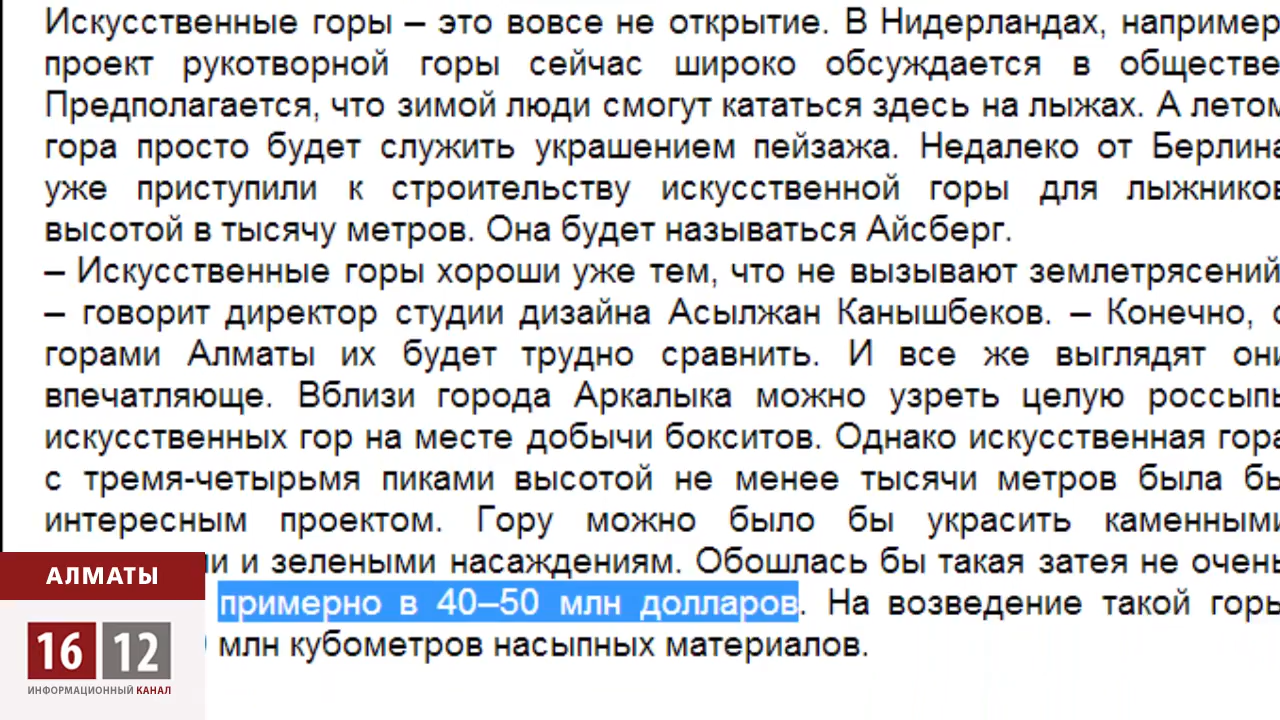 Искусственные горы – это вовсе не открытие. В Нидерландах, например,
проект рукотворной горы сейчас широко обсуждается в обществе.
Предполагается, что зимой люди смогут кататься здесь на лыжах. А летом
гора просто будет служить украшением пейзажа. Недалеко от Берлина
уже приступили к строительству искусственной горы для лыжников
высотой в тысячу метров. Она будет называться Айсберг.
– Искусственные горы хороши уже тем, что не вызывают землетрясений,
– говорит директор студии дизайна Асылжан Канышбеков. – Конечно, с
горами Алматы их будет трудно сравнить. И все же выглядят они
впечатляюще. Вблизи города Аркалыка можно узреть целую россыпь
искусственных гор на месте добычи бокситов. Однако искусственная гора
с тремя-четырьмя пиками высотой не менее тысячи метров была бы
интересным проектом. Гору можно было бы украсить каменными
и зелеными насаждениям. Обошлась бы такая затея не очень
примерно в 40–50 млн долларов. На возведение такой горы
млн кубометров насыпных материалов.
АЛМАТЫ
16 12
ИНФОРМАЦИОННЫЙ КАНАЛ